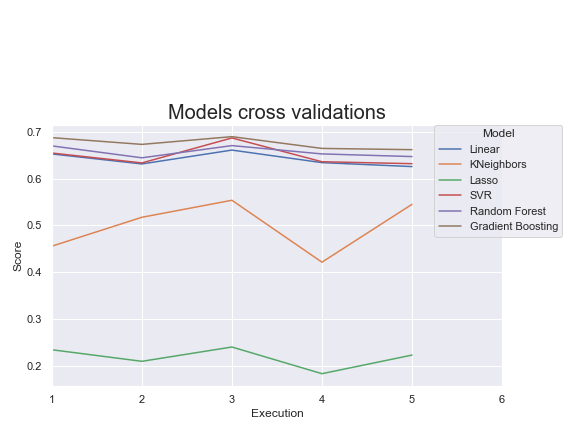 Models cross validations
Model
Linear
KNeighbors
Lasso
SVR
Random Forest
Gradient Boosting
Score
0.7
0.6
0.5
0.4
0.3
0.2
1 2 3 4 5 6
Execution